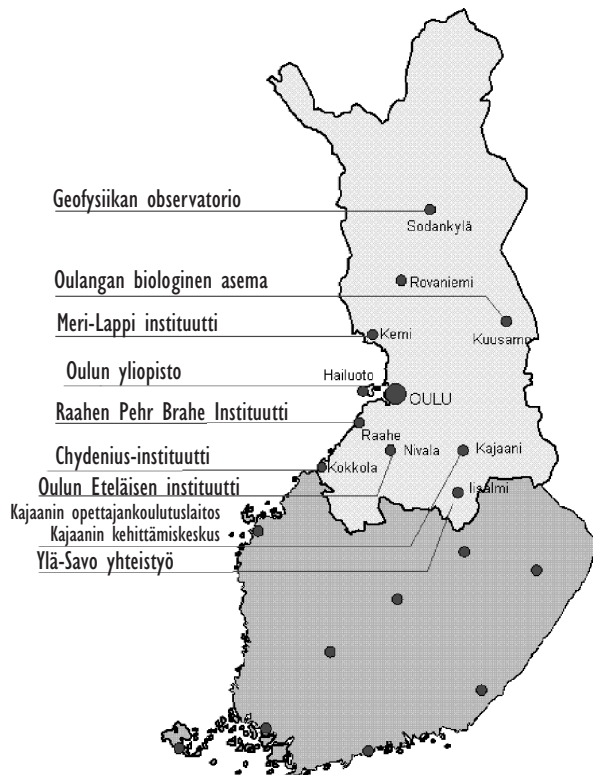 Geofysiikan observatorio
Sodankylä
Oulangan biologinen asema
Rovaniemi
Meri-Lappi instituutti
Kemi
Kuusamo
Oulun yliopisto
Hailuoto
OULU
Raahen Pehr Brahe Instituutti
Raahe
Chydenius-instituutti
Kokkola
Nivala
Kajaani
Oulun Eteläisen instituutti
Iisalmi
Kajaanin opettajankoulutuslaitos
Kajaanin kehittämiskeskus
Ylä-Savo yhteistyö